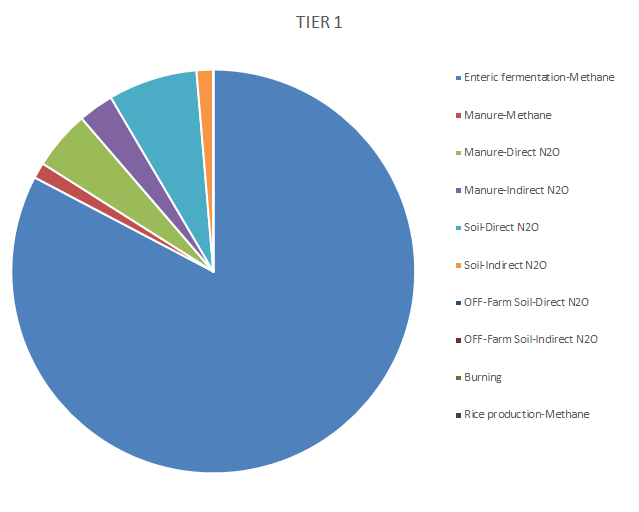 TIER 1
Enteric fermentation-Methane
Manure-Methane
Manure-Direct N2O
Manure-Indirect N2O
Soil-Direct N2O
Soil-Indirect N2O
OFF-Farm Soil-Direct N2O
OFF-Farm Soil-Indirect N2O
Burning
Rice production-Methane